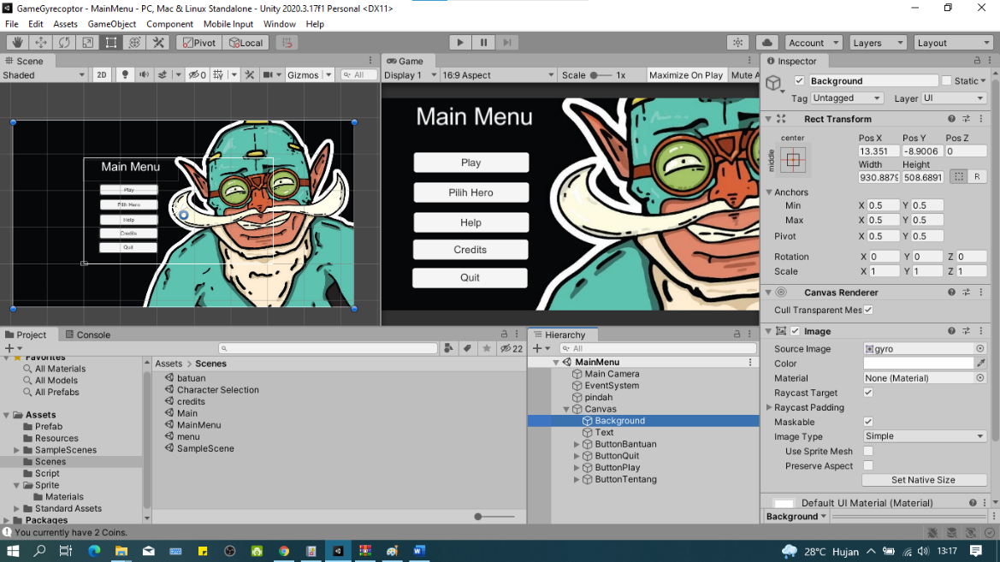 GameGyrecoptor - MainMenu - PC, Mac & Linux Standalone - Unity 2020.3.17f1 Personal <DX11>
File Edit Assets GameObject Component Mobile Input Window Help
Pivot Local Account Layers Layout
Scene
Shaded 2D 0 Gizmos All
Main Menu
Play
Pilih Hero
Help
Credits
Quit
Game
Display 1 16:9 Aspect Scale 1x Maximize On Play Mute A
Main Menu
Play
Pilih Hero
Help
Credits
Quit
Inspector
Background Static
Tag Untagged Layer UI
Rect Transform
center Pos X Pos Y Pos Z
middle 13.351 -8.9006 0
Width Height
930.8879 508.6891 R
Anchors
Min X 0.5 Y 0.5
Max X 0.5 Y 0.5
Pivot X 0.5 Y 0.5
Rotation X 0 Y 0 Z 0
Scale X 1 Y 1 Z 1
Canvas Renderer
Cull Transparent Mes
Image
Source Image gyro
Color
Material None (Material)
Raycast Target
Raycast Padding
Maskable
Image Type Simple
Use Sprite Mesh
Preserve Aspect
Set Native Size
Default UI Material (Material)
Background
Project Console
22
Favorites
All Materials
All Models
All Prefabs
Assets
Prefab
Resources
SampleScenes
Scenes
Script
Sprite
Materials
Standard Assets
Packages
Assets Scenes
batuan
Character Selection
credits
Main
MainMenu
menu
SampleScene
Hierarchy
All
MainMenu
Main Camera
EventSystem
pindah
Canvas
Background
Text
ButtonBantuan
ButtonQuit
ButtonPlay
ButtonTentang
You currently have 2 Coins.
28°C Hujan 13:17